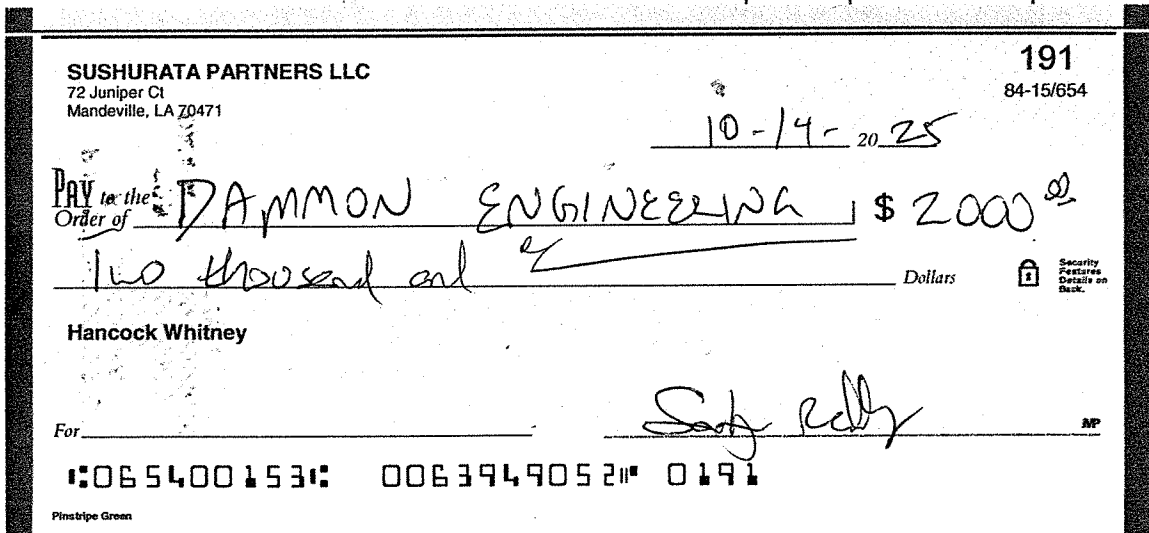 SUSHURATA PARTNERS LLC
72 Juniper Ct
Mandeville, LA 70471
191
84-15/654
10-14- 20 25
PAY to the Order of DAMMON ENGINEERING $ 2000 00
Two thousand and Dollars
Security Features Details on Back.
Hancock Whitney
For
MP
⑆065400153⑆ 0063949052⑈ 0191
Pinstripe Green